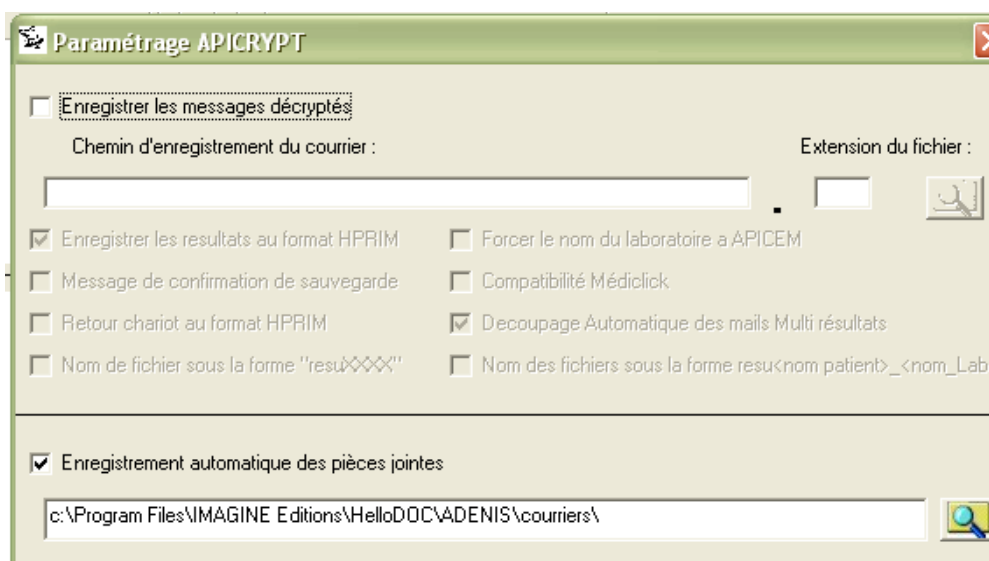 Paramétrage APICRYPT
Enregistrer les messages décryptés
Chemin d'enregistrement du courrier : Extension du fichier :
.
Enregistrer les resultats au format HPRIM Forcer le nom du laboratoire a APICEM
Message de confirmation de sauvegarde Compatibilité Médiclick
Retour chariot au format HPRIM Decoupage Automatique des mails Multi résultats
Nom de fichier sous la forme "resuXXXX" Nom des fichiers sous la forme resu<nom patient>_<nom_Lab
Enregistrement automatique des pièces jointes
c:\Program Files\IMAGINE Editions\HelloDOC\ADENIS\courriers\